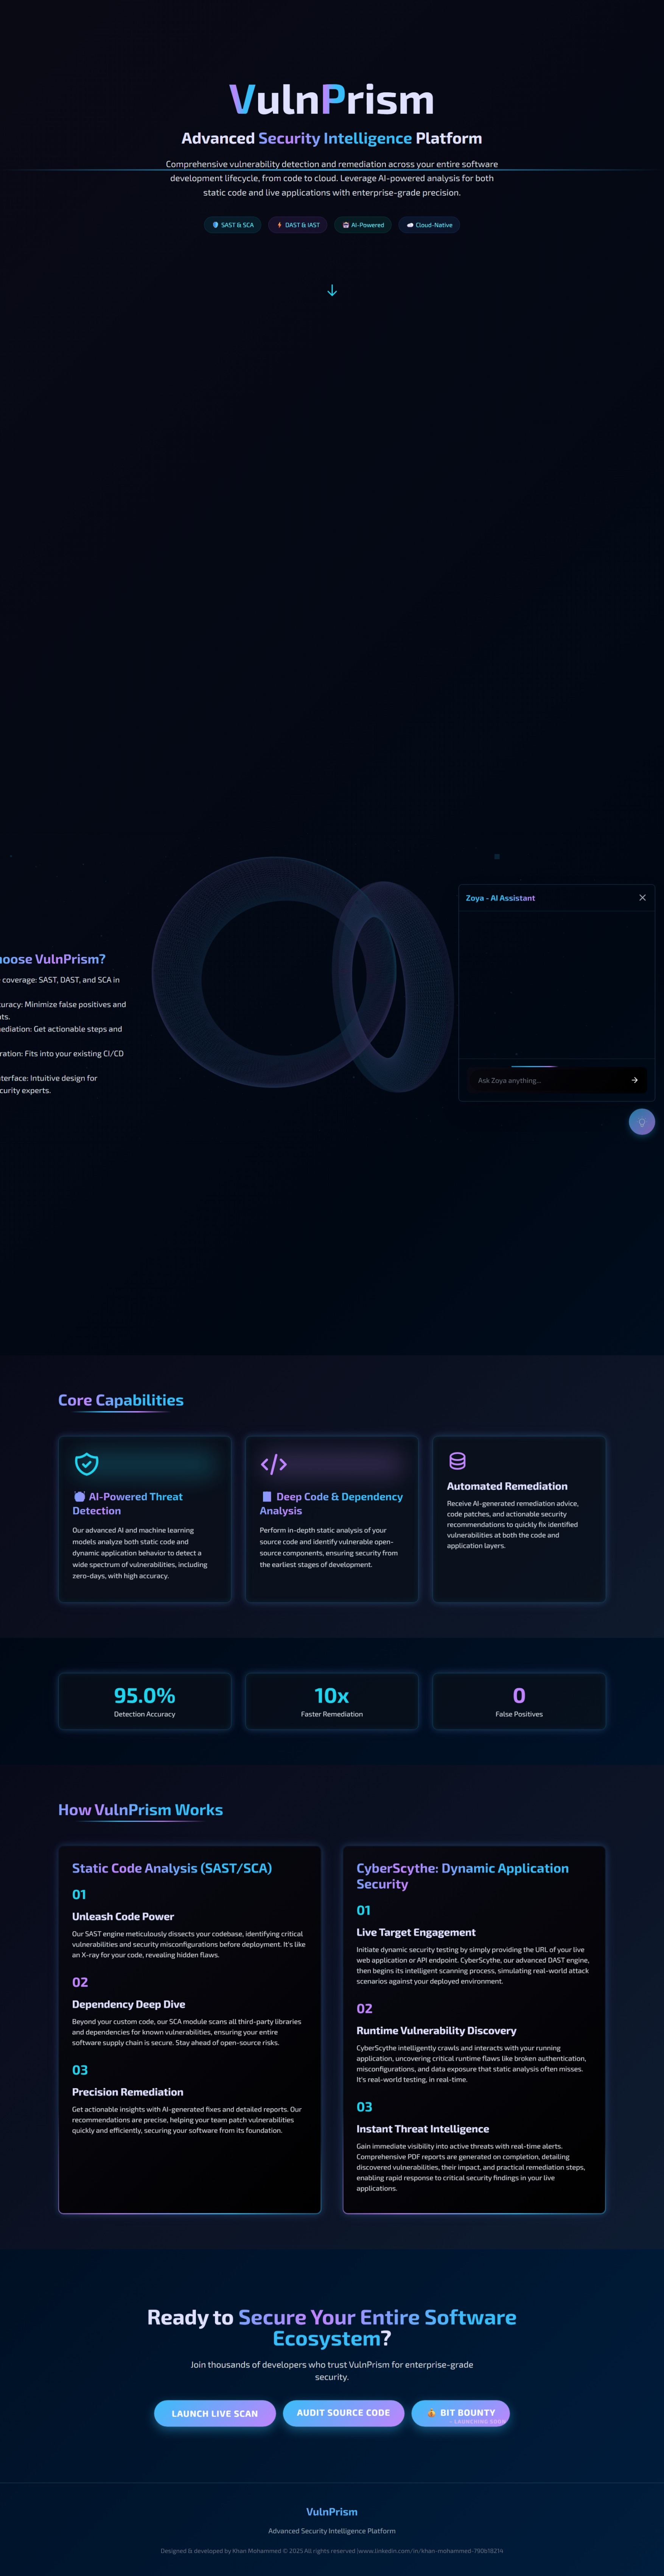 VulnPrism
Advanced Security Intelligence Platform
Comprehensive vulnerability detection and remediation across your entire software
development lifecycle, from code to cloud. Leverage AI-powered analysis for both
static code and live applications with enterprise-grade precision.
SAST & SCA
DAST & IAST
AI-Powered
Cloud-Native
Zoya - AI Assistant
VulnPrism?
coverage: SAST, DAST, and SCA in
Minimize false positives and
Get actionable steps and
Fits into your existing CI/CD
Intuitive design for
experts.
Ask Zoya anything...
Core Capabilities
AI-Powered Threat
Detection
Our advanced AI and machine learning
models analyze both static code and
dynamic application behavior to detect a
wide spectrum of vulnerabilities, including
zero-days, with high accuracy.
Deep Code & Dependency
Analysis
Perform in-depth static analysis of your
source code and identify vulnerable open-
source components, ensuring security from
the earliest stages of development.
Automated Remediation
Receive AI-generated remediation advice,
code patches, and actionable security
recommendations to quickly fix identified
vulnerabilities at both the code and
application layers.
95.0%
Detection Accuracy
10x
Faster Remediation
0
False Positives
How VulnPrism Works
Static Code Analysis (SAST/SCA)
01
Unleash Code Power
Our SAST engine meticulously dissects your codebase, identifying critical
vulnerabilities and security misconfigurations before deployment. It's like
an X-ray for your code, revealing hidden flaws.
02
Dependency Deep Dive
Beyond your custom code, our SCA module scans all third-party libraries
and dependencies for known vulnerabilities, ensuring your entire
software supply chain is secure. Stay ahead of open-source risks.
03
Precision Remediation
Get actionable insights with AI-generated fixes and detailed reports. Our
recommendations are precise, helping your team patch vulnerabilities
quickly and efficiently, securing your software from its foundation.
CyberScythe: Dynamic Application
Security
01
Live Target Engagement
Initiate dynamic security testing by simply providing the URL of your live
web application or API endpoint. CyberScythe, our advanced DAST engine,
then begins its intelligent scanning process, simulating real-world attack
scenarios against your deployed environment.
02
Runtime Vulnerability Discovery
CyberScythe intelligently crawls and interacts with your running
application, uncovering critical runtime flaws like broken authentication,
misconfigurations, and data exposure that static analysis often misses.
It's real-world testing, in real-time.
03
Instant Threat Intelligence
Gain immediate visibility into active threats with real-time alerts.
Comprehensive PDF reports are generated on completion, detailing
discovered vulnerabilities, their impact, and practical remediation steps,
enabling rapid response to critical security findings in your live
applications.
Ready to Secure Your Entire Software
Ecosystem?
Join thousands of developers who trust VulnPrism for enterprise-grade
security.
LAUNCH LIVE SCAN
AUDIT SOURCE CODE
BIT BOUNTY
- LAUNCHING SOON
VulnPrism
Advanced Security Intelligence Platform
Designed & developed by Khan Mohammed © 2025 All rights reserved |www.linkedin.com/in/khan-mohammed-790b18214